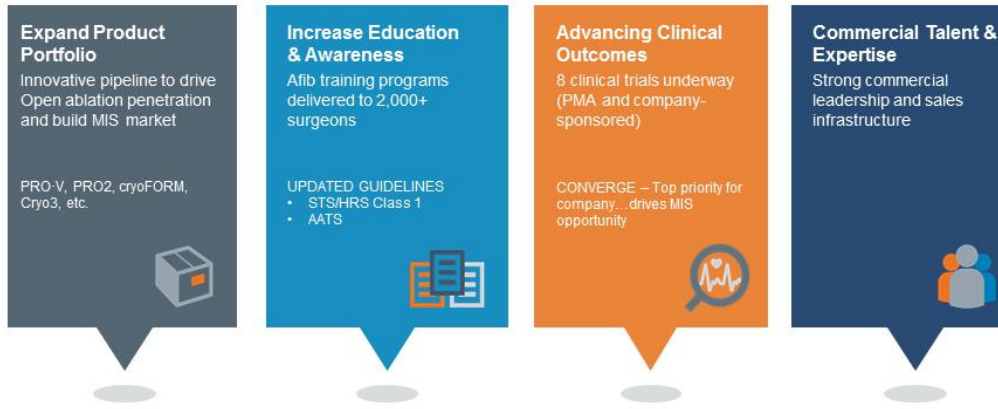 Expand Product
Portfolio
Innovative pipeline to drive
Open ablation penetration
and build MIS market
PRO·V, PRO2, cryoFORM,
Cryo3, etc.
Increase Education
& Awareness
Afib training programs
delivered to 2,000+
surgeons
UPDATED GUIDELINES
• STS/HRS Class 1
• AATS
Advancing Clinical
Outcomes
8 clinical trials underway
(PMA and company-
sponsored)
CONVERGE – Top priority for
company…drives MIS
opportunity
Commercial Talent &
Expertise
Strong commercial
leadership and sales
infrastructure